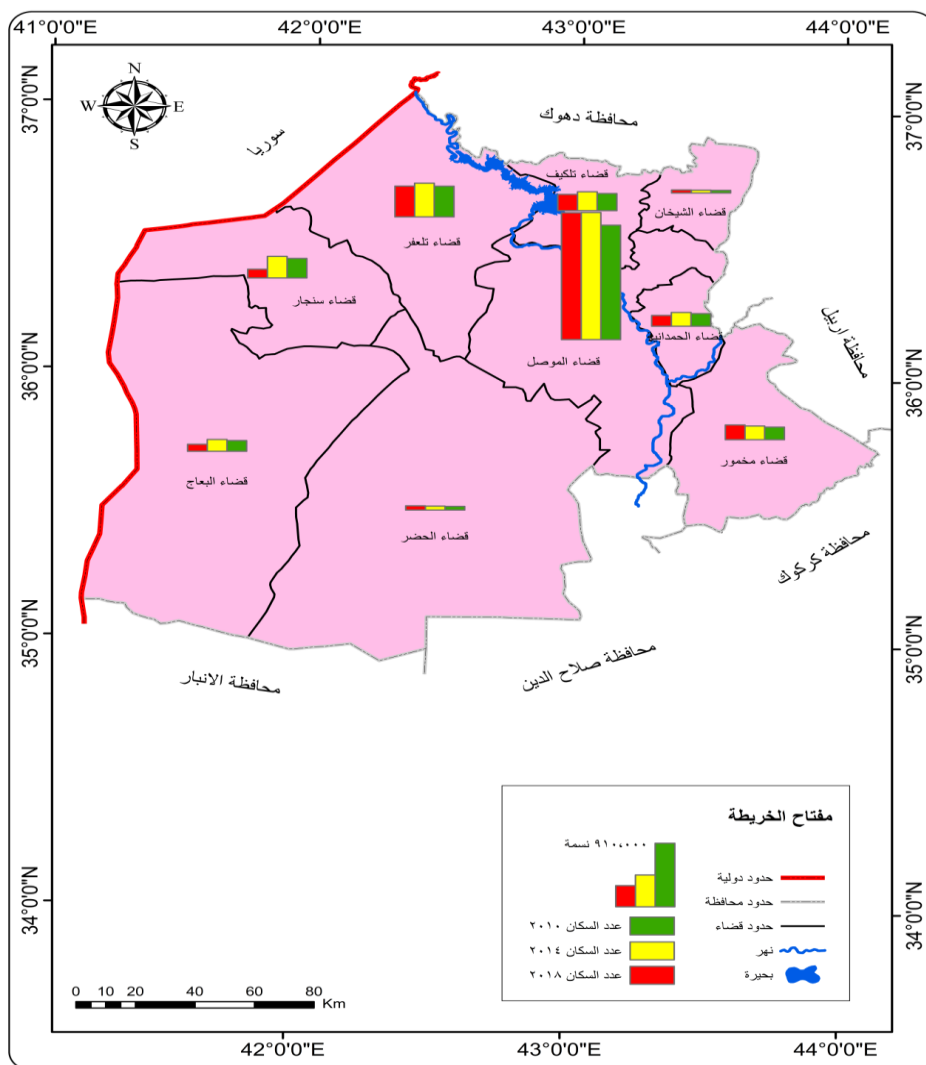 41°0'0"E 42°0'0"E 43°0'0"E 44°0'0"E
37°0'0"N
36°0'0"N
35°0'0"N
34°0'0"N
37°0'0"N
36°0'0"N
35°0'0"N
34°0'0"N
N
W E
S
سوريا
محافظة دهوك
محافظة اربيل
محافظة كركوك
محافظة صلاح الدين
محافظة الانبار
قضاء تلكيف
قضاء الشيخان
قضاء تلعفر
قضاء سنجار
قضاء الموصل
قضاء الحمدانية
قضاء مخمور
قضاء البعاج
قضاء الحضر
مفتاح الخريطة
٩١٠,٠٠٠ نسمة
حدود دولية
حدود محافظة
حدود قضاء
نهر
بحيرة
عدد السكان ٢٠١٠
عدد السكان ٢٠١٤
عدد السكان ٢٠١٨
0 10 20 40 60 80
Km
42°0'0"E 43°0'0"E 44°0'0"E